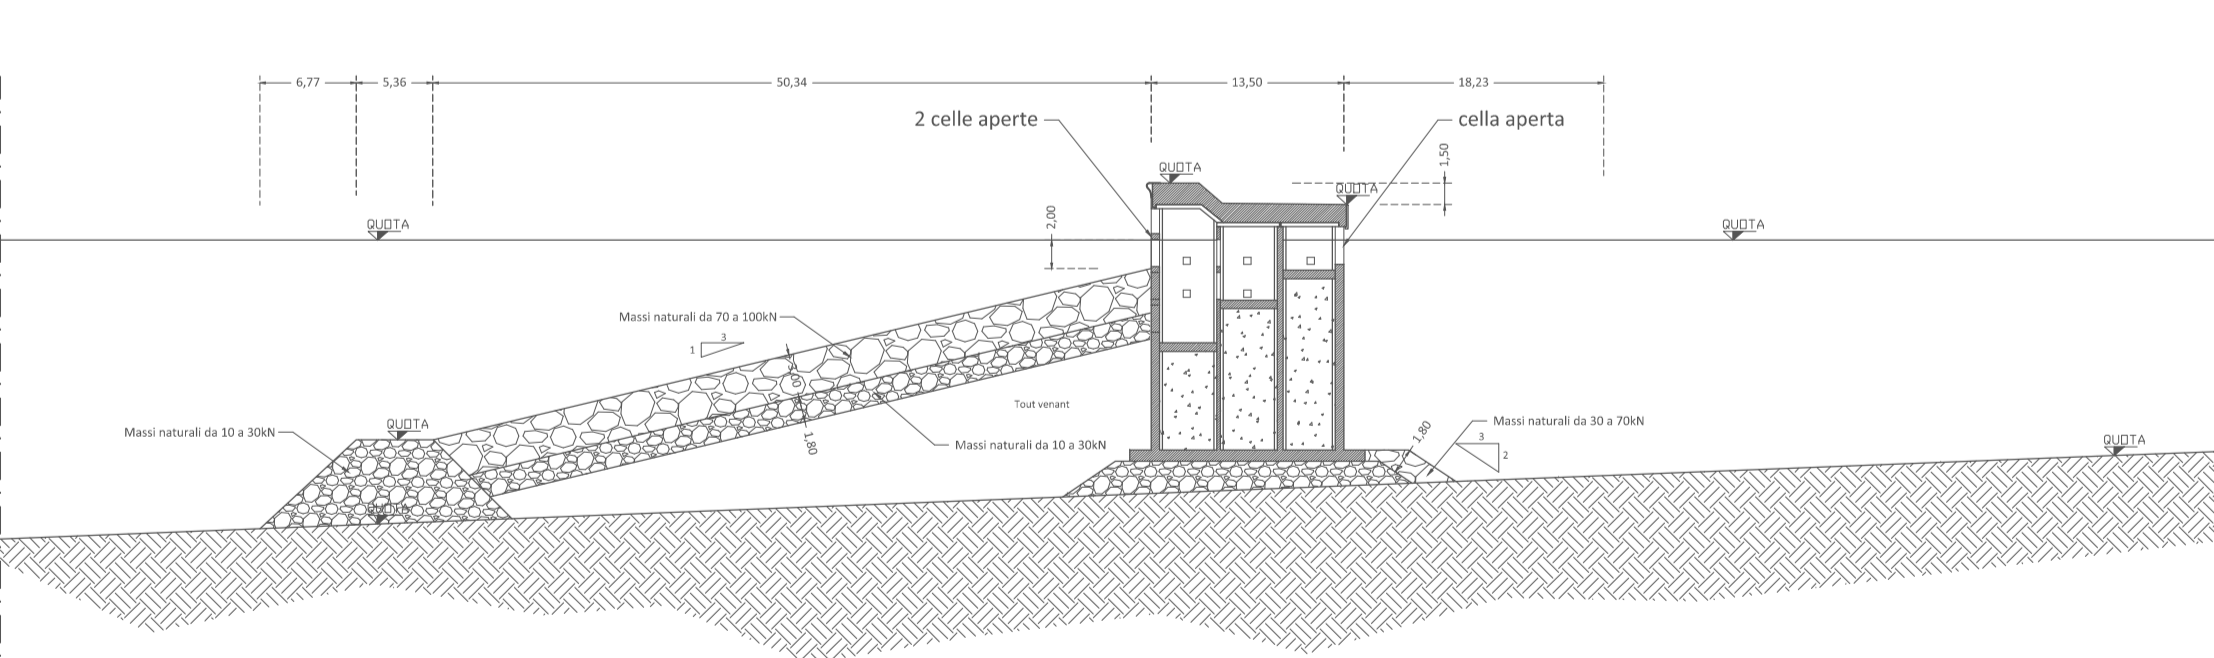 6,77
5,36
50,34
13,50
18,23
2 celle aperte
cella aperta
1,50
QUOTA
QUOTA
2,00
QUOTA
QUOTA
Massi naturali da 70 a 100kN
3
1
3,00
Tout venant
QUOTA
Massi naturali da 10 a 30kN
1,80
Massi naturali da 10 a 30kN
1,80
Massi naturali da 30 a 70kN
3
2
QUOTA
QUOTA